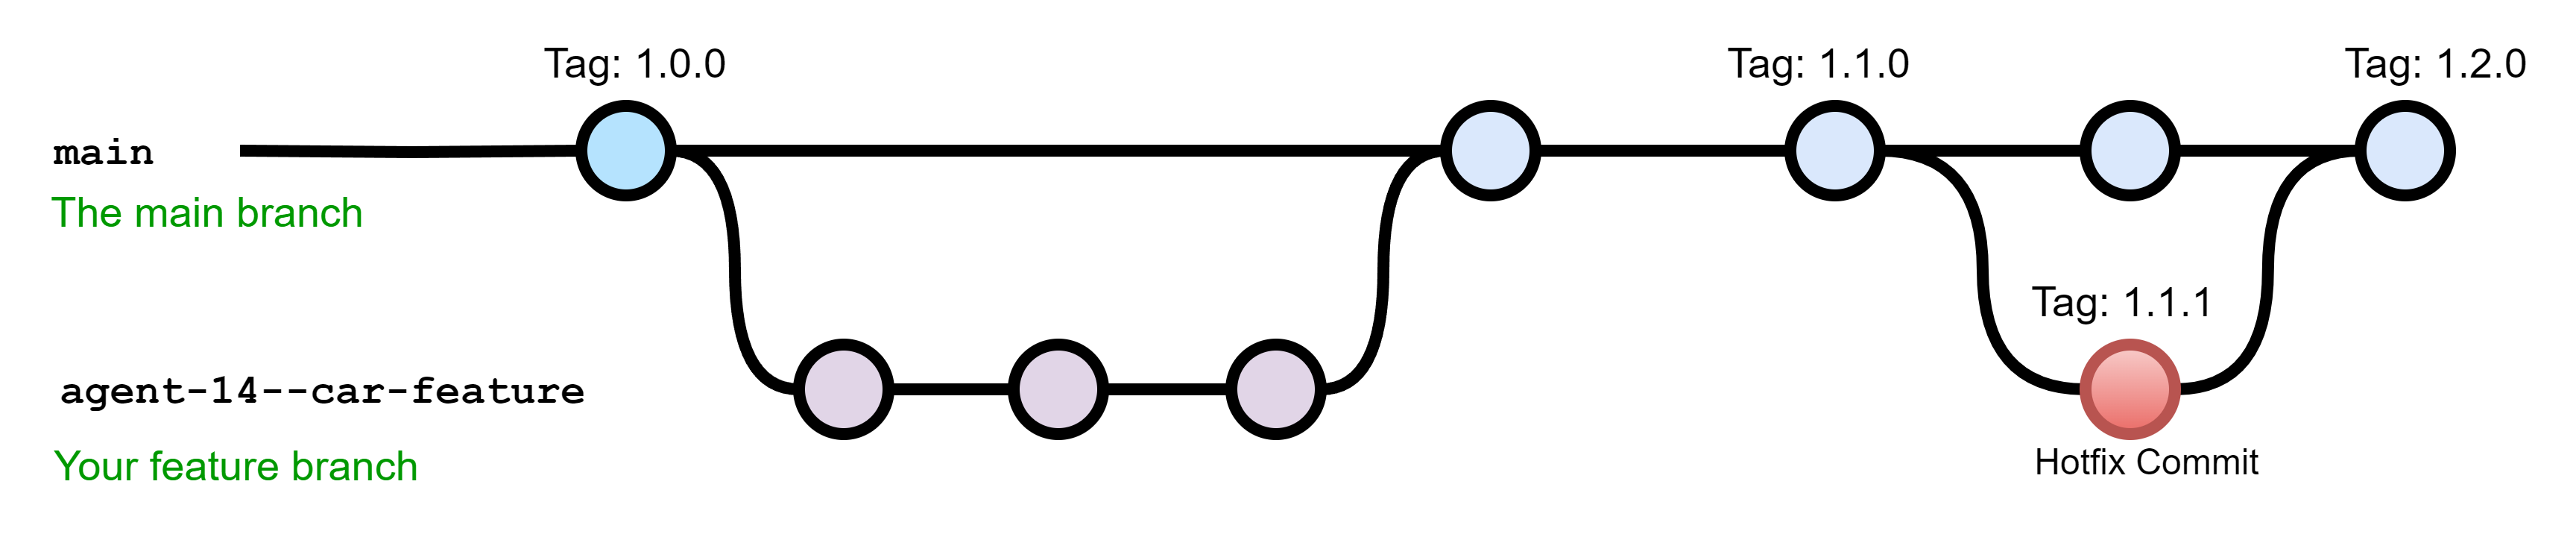 Tag: 1.0.0
Tag: 1.1.0
Tag: 1.2.0
main
The main branch
Tag: 1.1.1
agent-14--car-feature
Your feature branch
Hotfix Commit